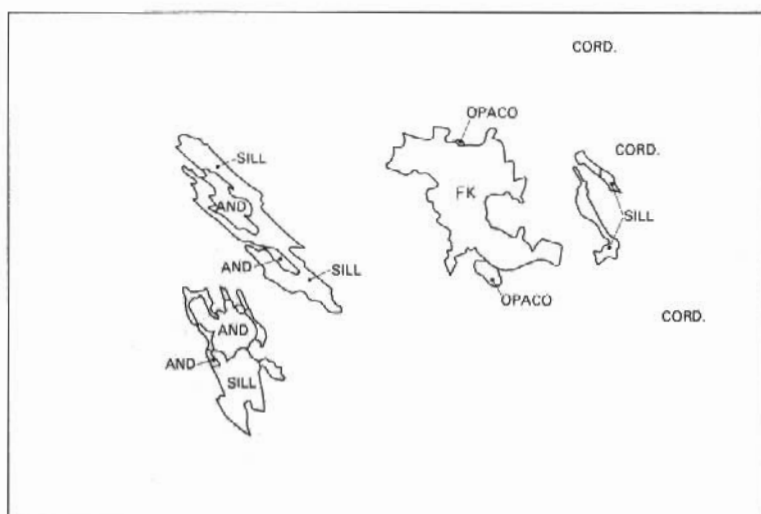 CORD.
OPACO
CORD.
SILL
FK
AND
SILL
AND
SILL
OPACO
CORD.
AND
AND
SILL